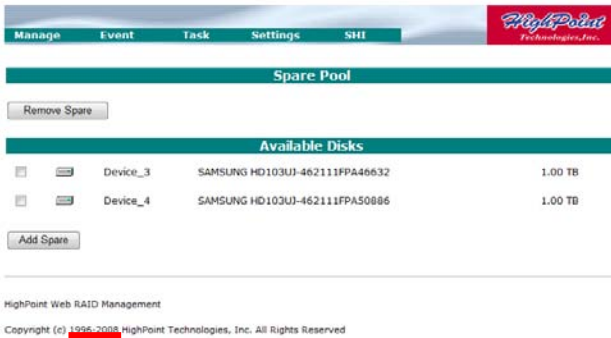 HighPoint
Technologies, Inc.
Manage Event Task Settings SHI
Spare Pool
Remove Spare
Available Disks
Device_3 SAMSUNG HD103UJ-462111FPA46632 1.00 TB
Device_4 SAMSUNG HD103UJ-462111FPA50886 1.00 TB
Add Spare
HighPoint Web RAID Management
Copyright (c) 1996-2008 HighPoint Technologies, Inc. All Rights Reserved